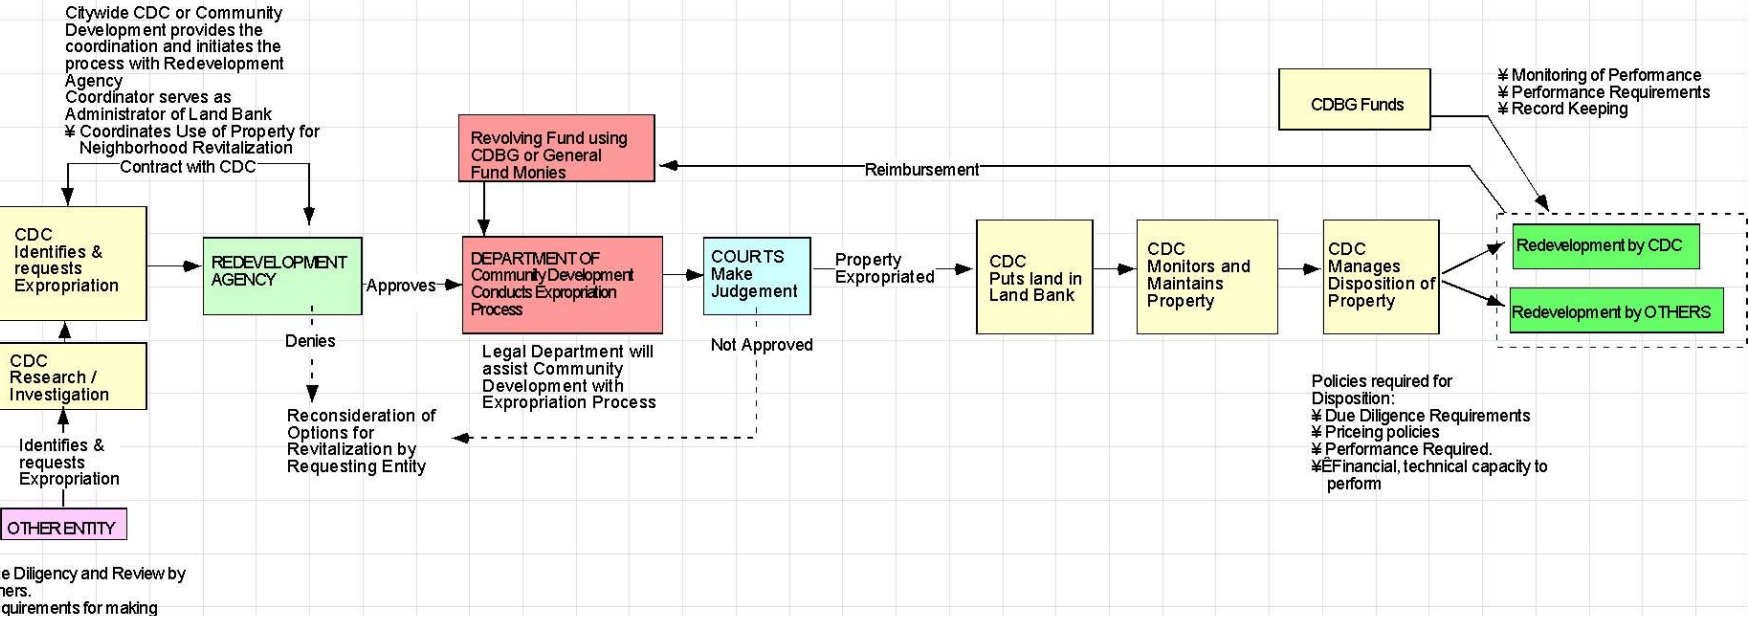 Citywide CDC or Community
Development provides the
coordination and initiates the
process with Redevelopment
Agency
Coordinator serves as
Administrator of Land Bank
¥ Coordinates Use of Property for
Neighborhood Revitalization
Contract with CDC
CDC
Identifies &
requests
Expropriation
CDC
Research /
Investigation
Identifies &
requests
Expropriation
OTHER ENTITY
e Diligency and Review by
ners.
quirements for making
REDEVELOPMENT
AGENCY
Approves
Denies
Reconsideration of
Options for
Revitalization by
Requesting Entity
Revolving Fund using
CDBG or General
Fund Monies
DEPARTMENT OF
Community Development
Conducts Expropriation
Process
Legal Department will
assist Community
Development with
Expropriation Process
COURTS
Make
Judgement
Not Approved
Property
Expropriated
Reimbursement
CDC
Puts land in
Land Bank
CDC
Monitors and
Maintains
Property
CDC
Manages
Disposition of
Property
CDBG Funds
¥ Monitoring of Performance
¥ Performance Requirements
¥ Record Keeping
Redevelopment by CDC
Redevelopment by OTHERS
Policies required for
Disposition:
¥ Due Diligence Requirements
¥ Priceing policies
¥ Performance Required.
¥ÊFinancial, technical capacity to
perform